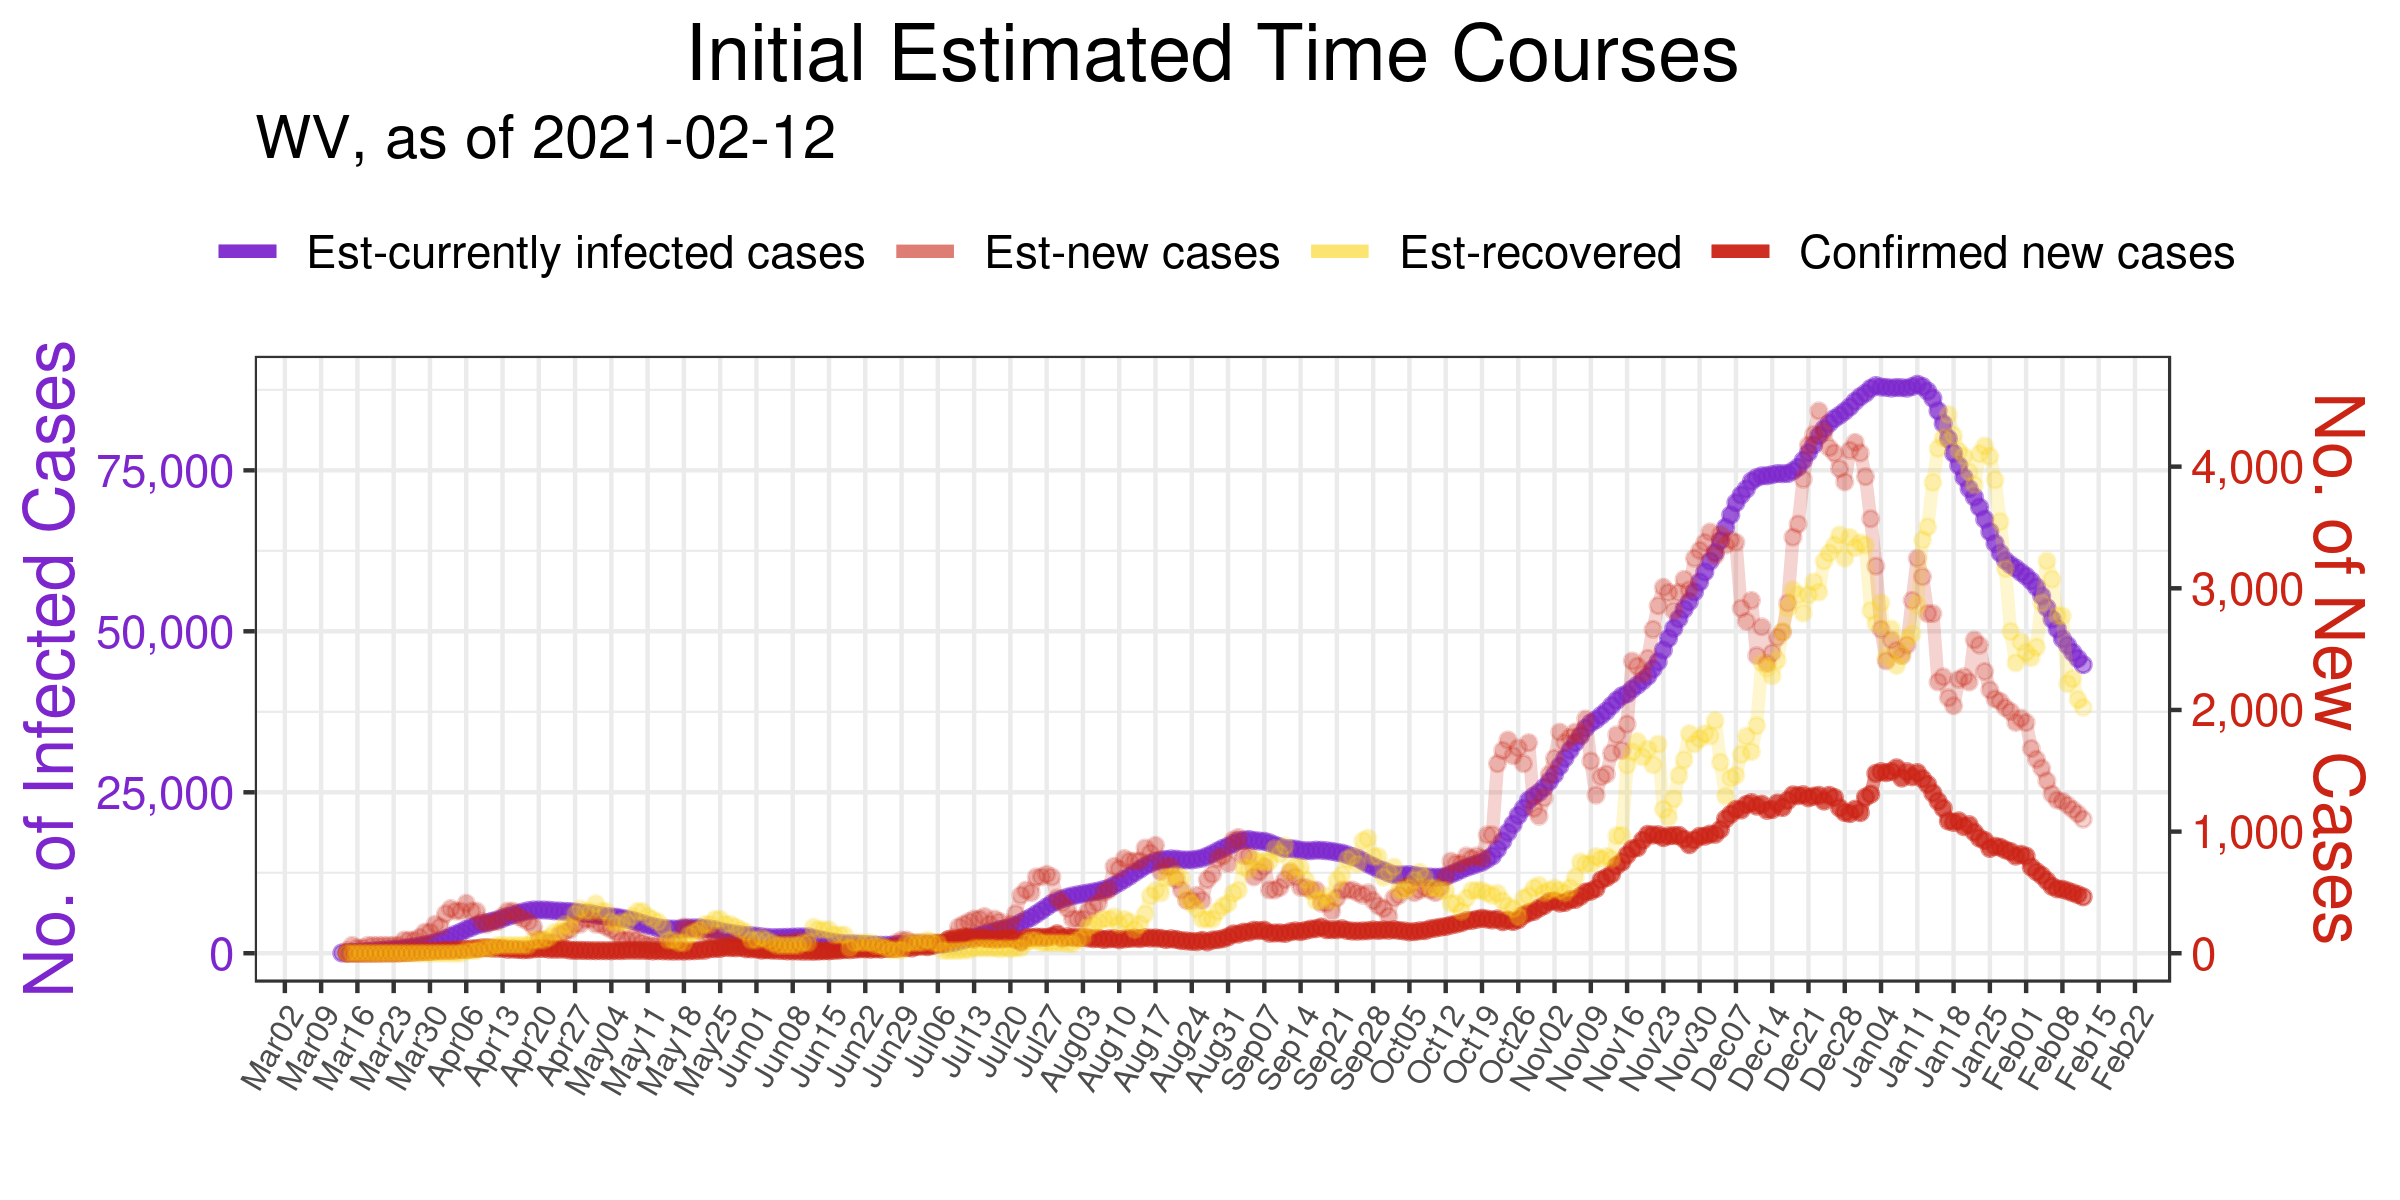 Initial Estimated Time Courses
WV, as of 2021-02-12
Est-currently infected cases Est-new cases Est-recovered Confirmed new cases
No. of Infected Cases
75,000
50,000
25,000
0
4,000
3,000
2,000
1,000
0
No. of New Cases
Mar02 Mar09 Mar16 Mar23 Mar30 Apr06 Apr13 Apr20 Apr27 May04 May11 May18 May25 Jun01 Jun08 Jun15 Jun22 Jun29 Jul06 Jul13 Jul20 Jul27 Aug03 Aug10 Aug17 Aug24 Aug31 Sep07 Sep14 Sep21 Sep28 Oct05 Oct12 Oct19 Oct26 Nov02 Nov09 Nov16 Nov23 Nov30 Dec07 Dec14 Dec21 Dec28 Jan04 Jan11 Jan18 Jan25 Feb01 Feb08 Feb15 Feb22